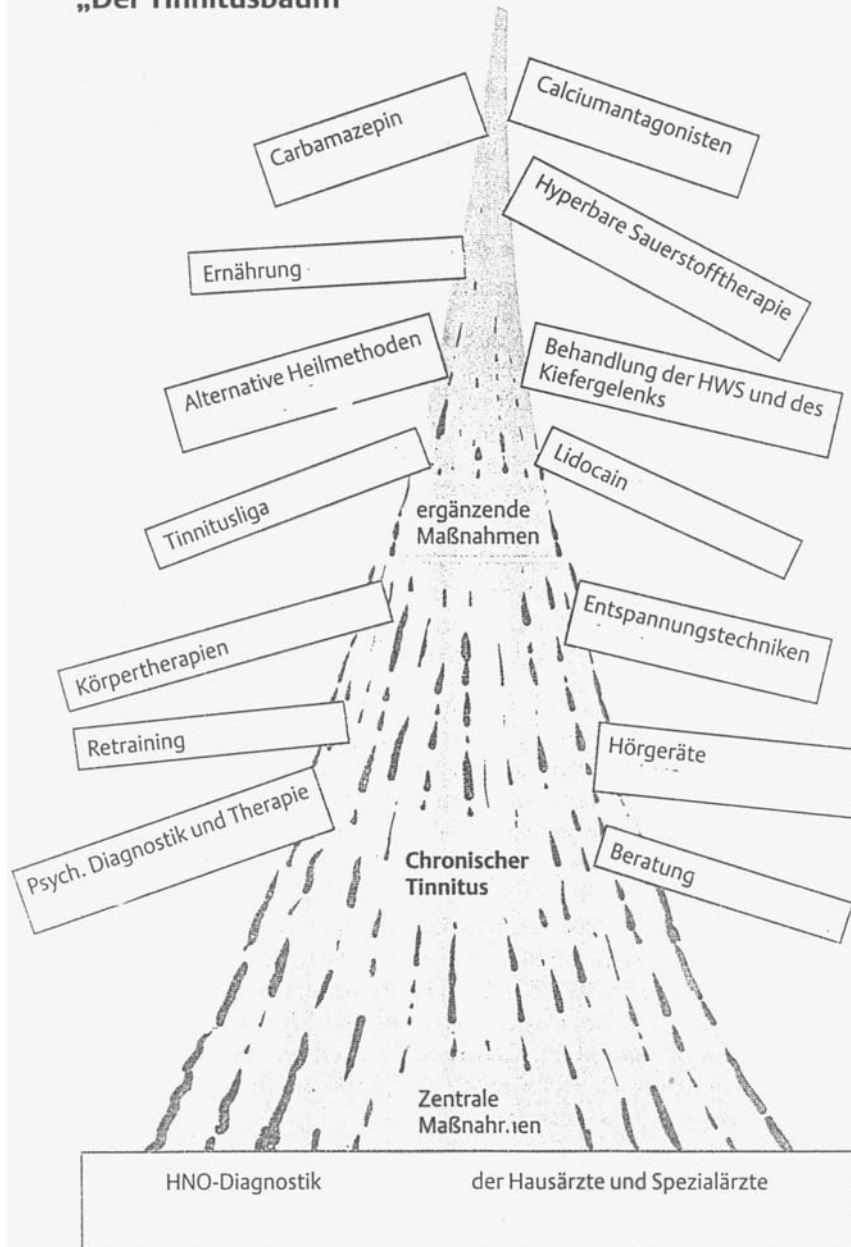 „Der Tinnitusbaum
Carbamazepin
Calciumantagonisten
Hyperbare Sauerstofftherapie
Ernährung
Alternative Heilmethoden
Behandlung der HWS und des
Kiefergelenks
Tinnitusliga
Lidocain
ergänzende
Maßnahmen
Körpertherapien
Entspannungstechniken
Retraining
Hörgeräte
Psych. Diagnostik und Therapie
Chronischer
Tinnitus
Beratung
Zentrale
Maßnahmen
HNO-Diagnostik der Hausärzte und Spezialärzte